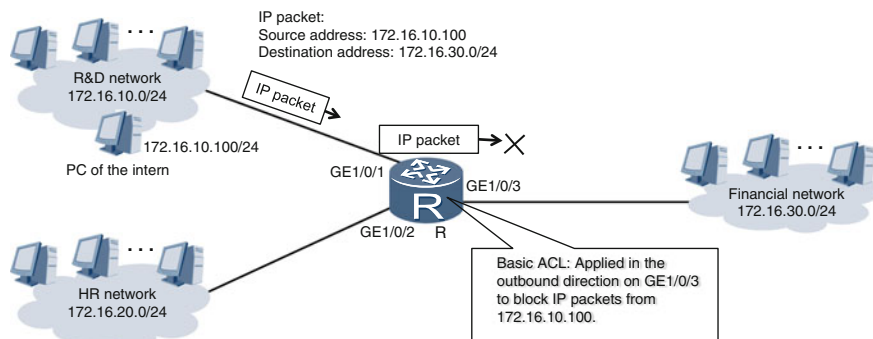 IP packet:
Source address: 172.16.10.100
Destination address: 172.16.30.0/24
R&D network
172.16.10.0/24
IP packet
172.16.10.100/24
PC of the intern
IP packet
GE1/0/1
GE1/0/3
R
GE1/0/2
R
Financial network
172.16.30.0/24
HR network
172.16.20.0/24
Basic ACL: Applied in the
outbound direction on GE1/0/3
to block IP packets from
172.16.10.100.